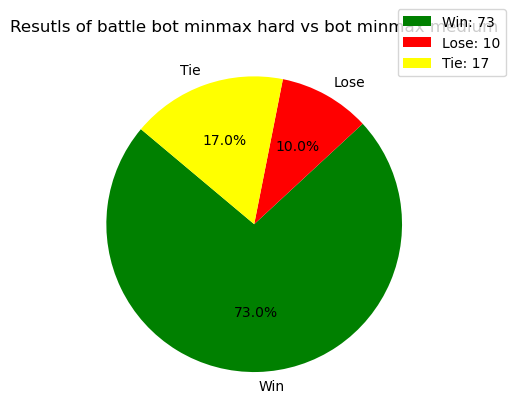 Resutls of battle bot minmax hard vs bot minmax medium
Win: 73
Lose: 10
Tie: 17
Tie
Lose
17.0%
10.0%
73.0%
Win